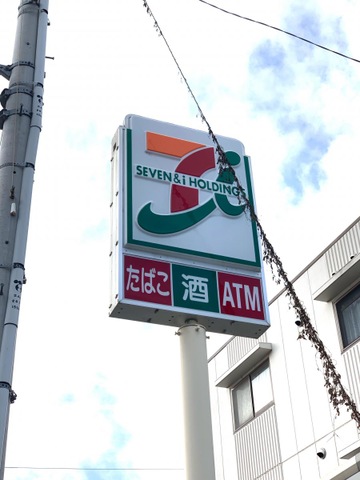 SEVEN & i HOLDINGS
たばこ 酒 ATM